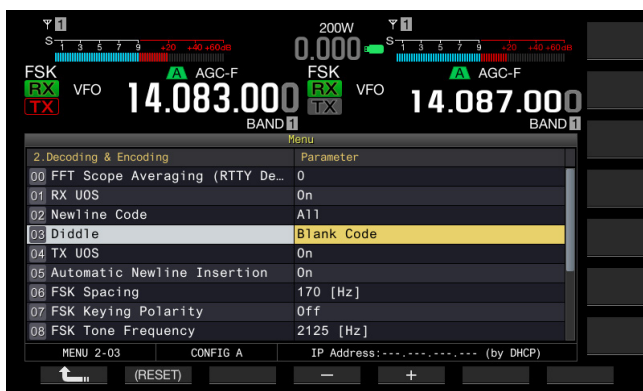 1
S 1 3 5 7 9 +20 +40 +60dB
200W
0.000
1
S 1 3 5 7 9 +20 +40 +60dB
FSK
A AGC-F
RX VFO 14.083.000
TX
BAND 1
FSK
A AGC-F
RX VFO 14.087.000
TX
BAND 1
Menu
2.Decoding & Encoding Parameter
00 FFT Scope Averaging (RTTY De… 0
01 RX UOS On
02 Newline Code All
03 Diddle Blank Code
04 TX UOS On
05 Automatic Newline Insertion On
06 FSK Spacing 170 [Hz]
07 FSK Keying Polarity Off
08 FSK Tone Frequency 2125 [Hz]
MENU 2-03 CONFIG A IP Address:---.---.---.--- (by DHCP)
(RESET) − +